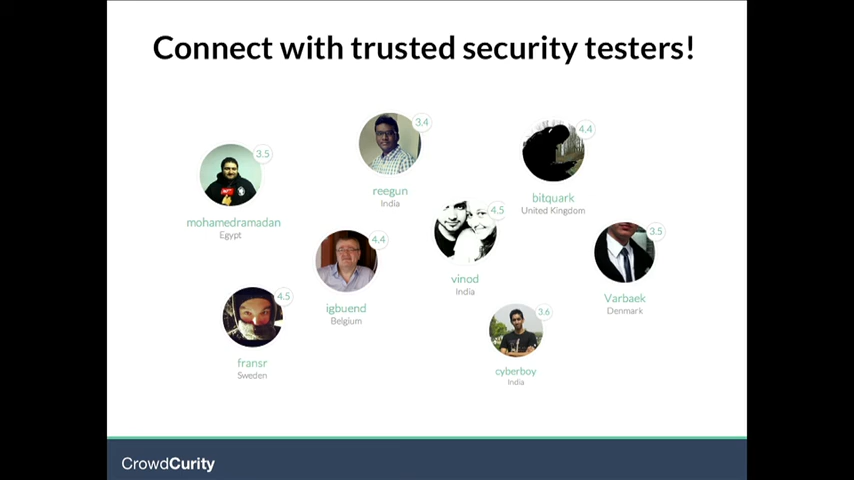 Connect with trusted security testers!
3.5
mohamedramadan
Egypt
3.4
reegun
India
4.4
bitquark
United Kingdom
4.4
igbuend
Belgium
4.5
vinod
India
3.5
Varbaek
Denmark
4.5
fransr
Sweden
3.6
cyberboy
India
CrowdCurity